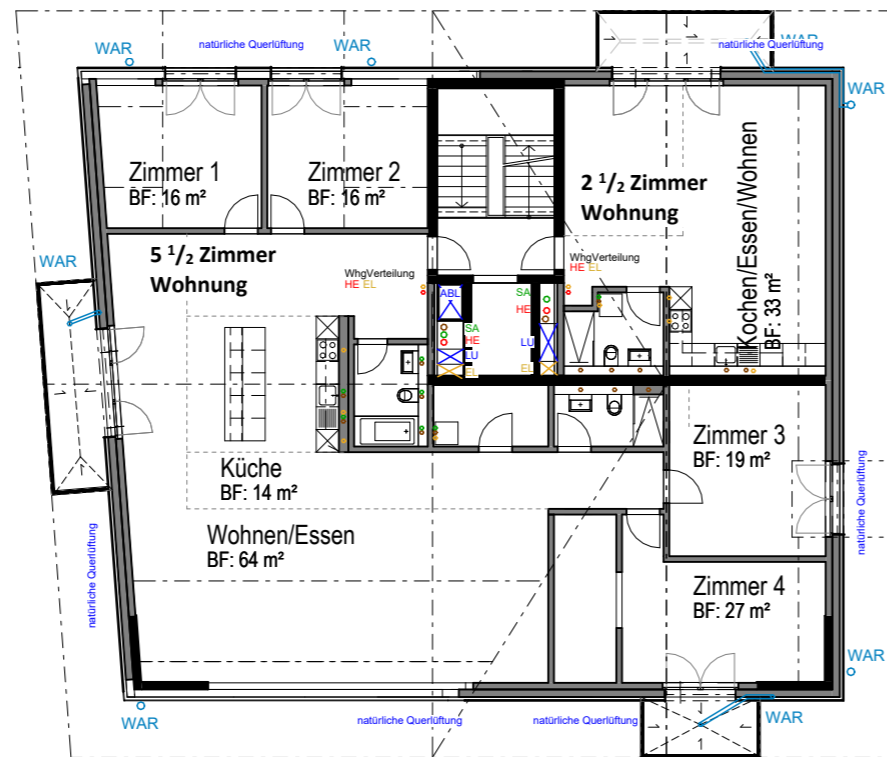 natürliche Querlüftung
natürliche Querlüftung
WAR
WAR
WAR
WAR
Zimmer 1
BF: 16 m²
Zimmer 2
BF: 16 m²
2 ¹/₂ Zimmer
Wohnung
Kochen/Essen/Wohnen
BF: 33 m²
5 ¹/₂ Zimmer
Wohnung
WAR
WhgVerteilung
HE EL
WhgVerteilung
HE EL
ABL
SA
HE
LU
EL
SA
HE
LU
EL
Küche
BF: 14 m²
Zimmer 3
BF: 19 m²
natürliche Querlüftung
Wohnen/Essen
BF: 64 m²
natürliche Querlüftung
Zimmer 4
BF: 27 m²
WAR
WAR
natürliche Querlüftung
natürliche Querlüftung
WAR